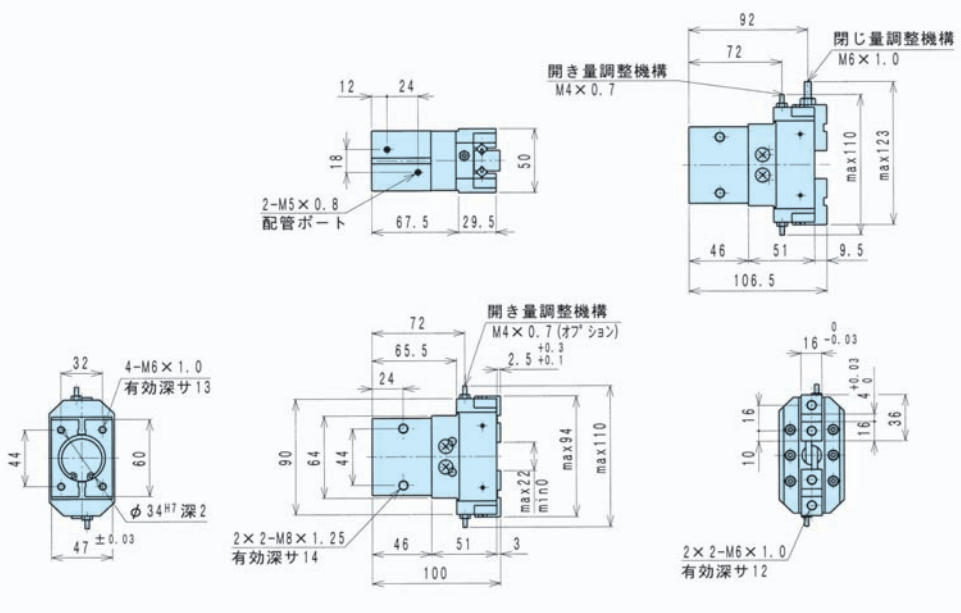 12
24
18
50
2-M5×0.8
配管ポート
67.5
29.5
92
72
閉じ量調整機構
M6×1.0
開き量調整機構
M4×0.7
max110
max123
46
51
9.5
106.5
32
4-M6×1.0
有効深サ13
44
60
φ34H7深2
47±0.03
72
開き量調整機構
M4×0.7(オプション)
65.5
2.5+0.3+0.1
24
90
64
44
max22
min0
max94
max110
2×2-M8×1.25
有効深サ14
46
51
3
100
16 0 -0.03
4+0.03 0
16
10
16
36
2×2-M6×1.0
有効深サ12